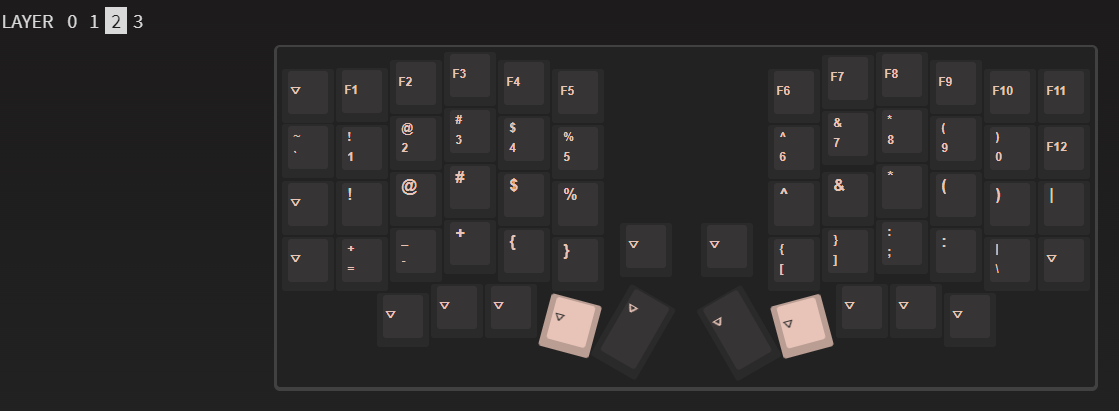 LAYER 0 1 2 3
▽ F1 F2 F3 F4 F5 F6 F7 F8 F9 F10 F11
~ ! @ # $ % ^ & * ( )
` 1 2 3 4 5 6 7 8 9 0 F12
▽ ! @ # $ % ^ & * ( ) |
▽ + _ + { } ▽ ▽ { } : : | ▽
= - [ ] ; \
▽ ▽ ▽ ▽ ▷ ◁ ▽ ▽ ▽ ▽